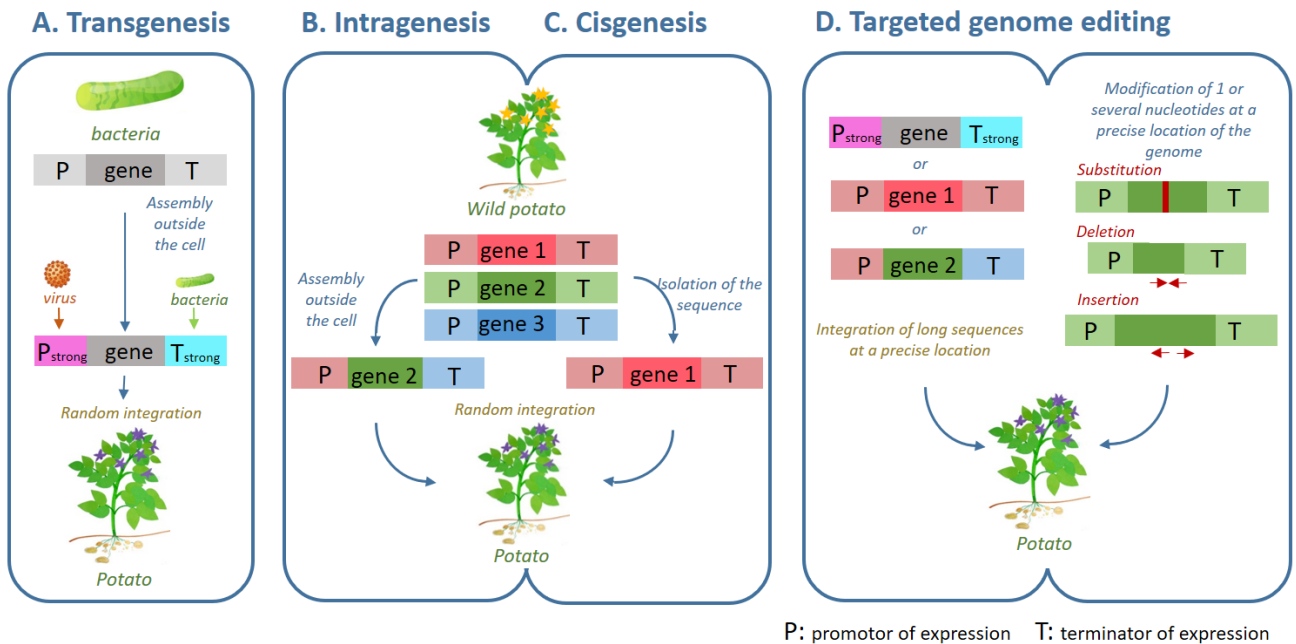 A. Transgenesis
bacteria
P gene T
Assembly
outside
the cell
virus
bacteria
Pstrong gene Tstrong
Random integration
Potato
B. Intragenesis
C. Cisgenesis
Wild potato
P gene 1 T
P gene 2 T
P gene 3 T
Assembly
outside
the cell
Isolation of the
sequence
P gene 2 T
P gene 1 T
Random integration
Potato
D. Targeted genome editing
Pstrong gene Tstrong
or
P gene 1 T
or
P gene 2 T
Integration of long sequences
at a precise location
Modification of 1 or
several nucleotides at a
precise location of the
genome
Substitution
P T
Deletion
P T
Insertion
P T
Potato
P: promotor of expression T: terminator of expression